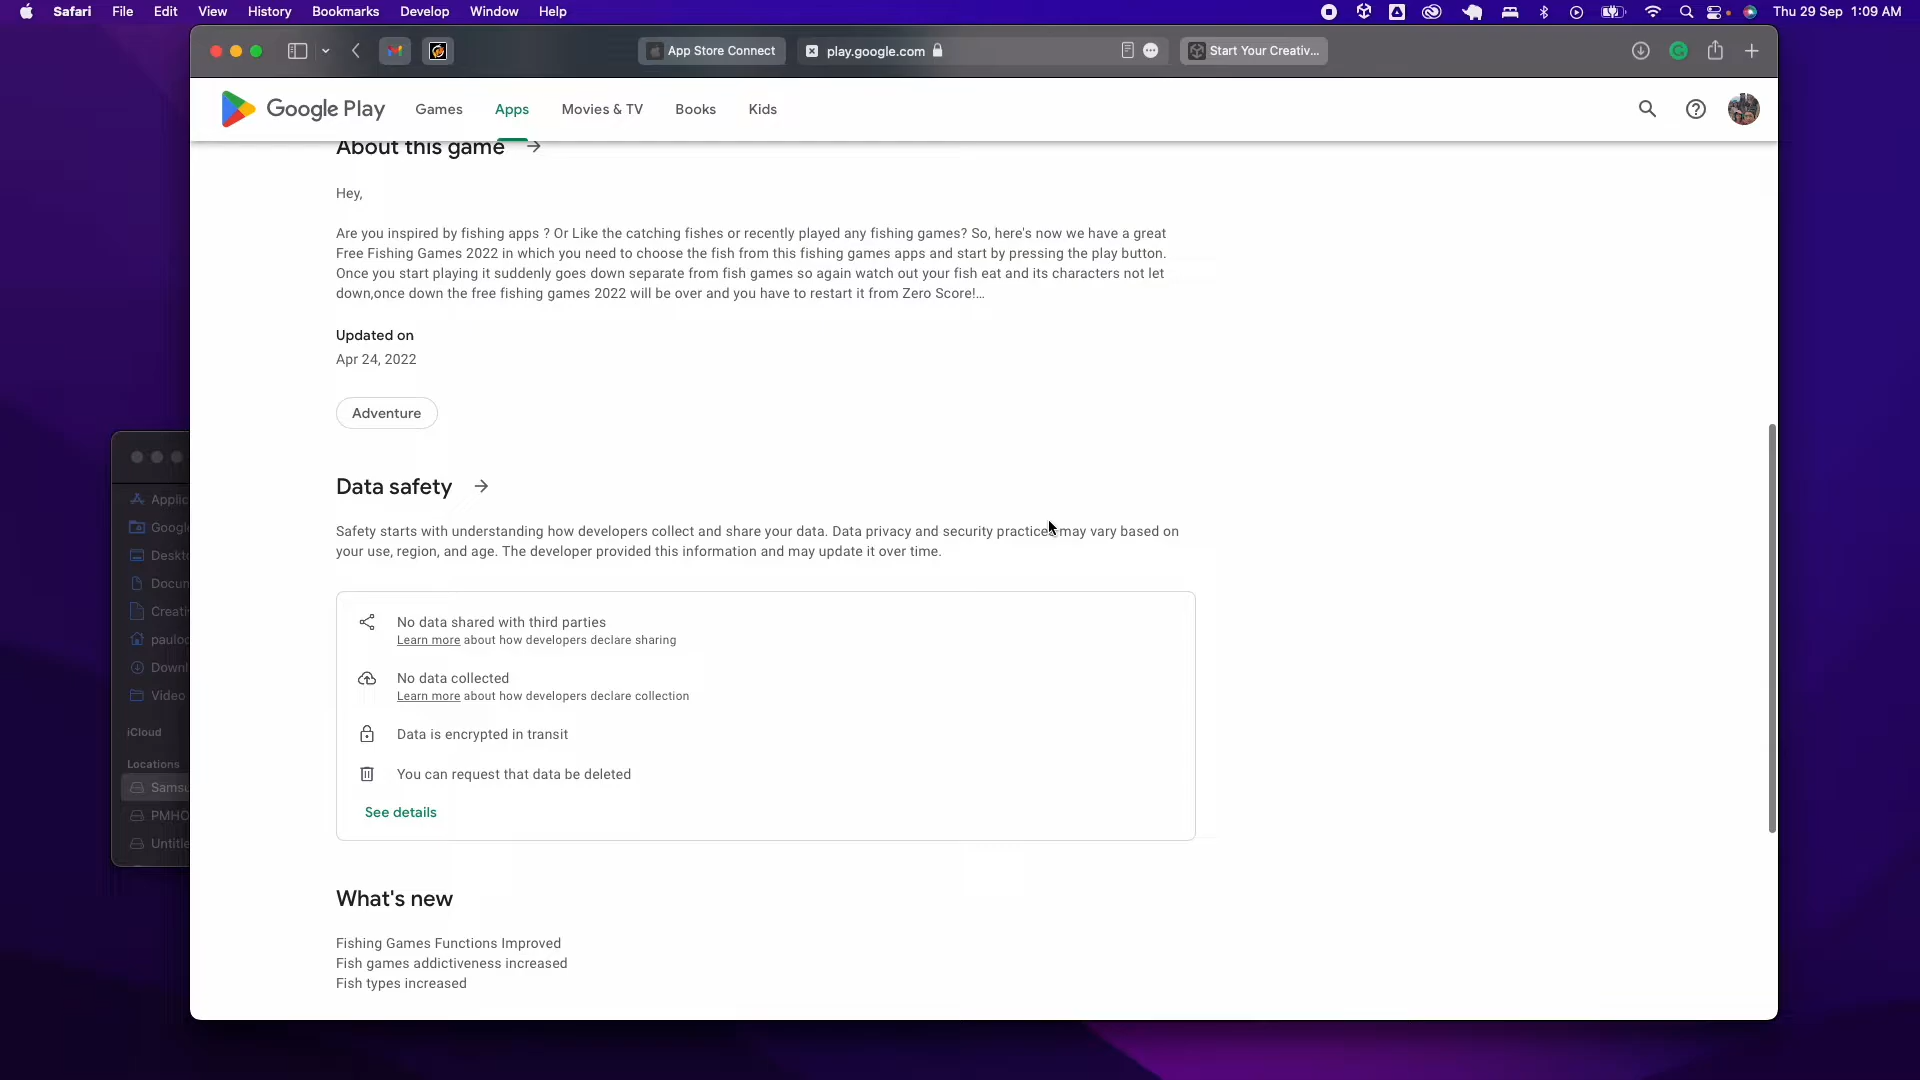 Safari File Edit View History Bookmarks Develop Window Help
Thu 29 Sep 1:09 AM
App Store Connect
play.google.com
Start Your Creativ...
Google Play
Games
Apps
Movies & TV
Books
Kids
About this game
Hey,
Are you inspired by fishing apps ? Or Like the catching fishes or recently played any fishing games? So, here's now we have a great
Free Fishing Games 2022 in which you need to choose the fish from this fishing games apps and start by pressing the play button.
Once you start playing it suddenly goes down separate from fish games so again watch out your fish eat and its characters not let
down,once down the free fishing games 2022 will be over and you have to restart it from Zero Score!...
Updated on
Apr 24, 2022
Adventure
Data safety
Safety starts with understanding how developers collect and share your data. Data privacy and security practices may vary based on
your use, region, and age. The developer provided this information and may update it over time.
No data shared with third parties
Learn more about how developers declare sharing
No data collected
Learn more about how developers declare collection
Data is encrypted in transit
You can request that data be deleted
See details
What's new
Fishing Games Functions Improved
Fish games addictiveness increased
Fish types increased
Applic
Google
Deskto
Docun
Creati
pauloc
Downl
Video
iCloud
Locations
Samsu
PMHO
Untitle